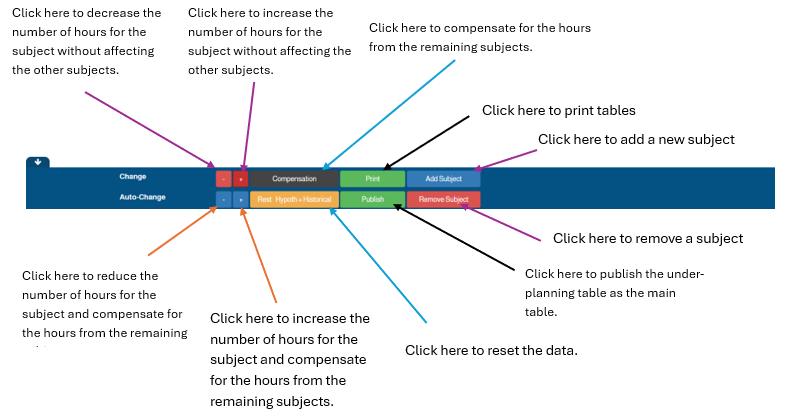 Click here to decrease the
number of hours for the
subject without affecting
the other subjects.
Click here to increase the
number of hours for the
subject without affecting the
other subjects.
Click here to compensate for the hours
from the remaining subjects.
Click here to print tables
Click here to add a new subject
Change
-
+
Compensation
Print
Add Subject
Auto-Change
-
+
Rest Hypoth+Historical
Publish
Remove Subject
Click here to remove a subject
Click here to publish the under-
planning table as the main
table.
Click here to reduce the
number of hours for the
subject and compensate for
the hours from the remaining
Click here to increase the
number of hours for the
subject and compensate
for the hours from the
remaining subjects.
Click here to reset the data.